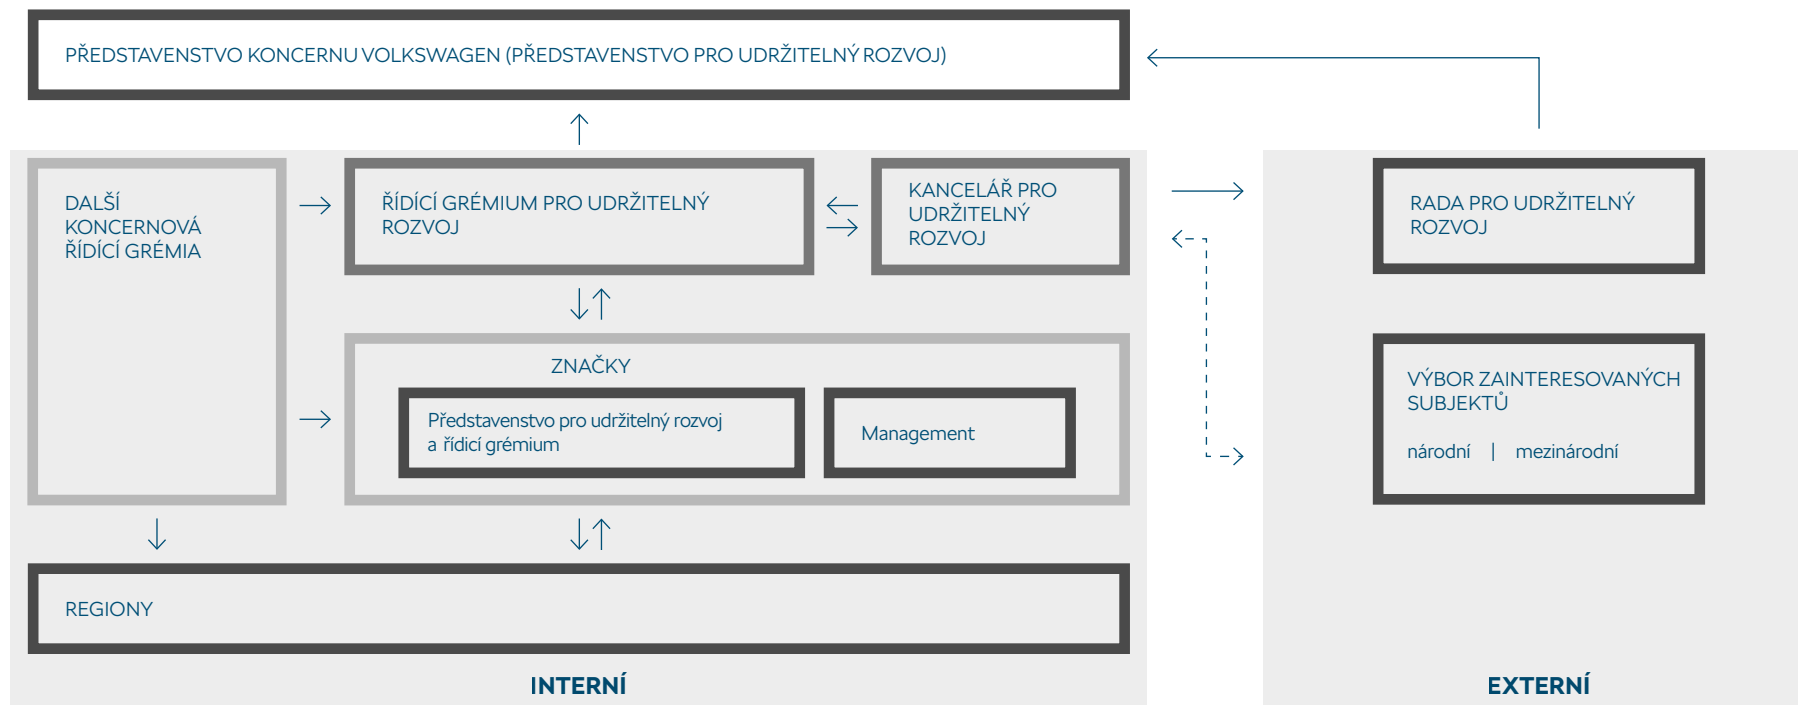 PŘEDSTAVENSTVO KONCERNU VOLKSWAGEN (PŘEDSTAVENSTVO PRO UDRŽITELNÝ ROZVOJ)
DALŠÍ
KONCERNOVÁ
ŘÍDÍCÍ GRÉMIA
ŘÍDÍCÍ GRÉMIUM PRO UDRŽITELNÝ
ROZVOJ
KANCELÁŘ PRO
UDRŽITELNÝ
ROZVOJ
RADA PRO UDRŽITELNÝ
ROZVOJ
ZNAČKY
Představenstvo pro udržitelný rozvoj
a řídicí grémium
Management
VÝBOR ZAINTERESOVANÝCH
SUBJEKTŮ
národní | mezinárodní
REGIONY
INTERNÍ
EXTERNÍ